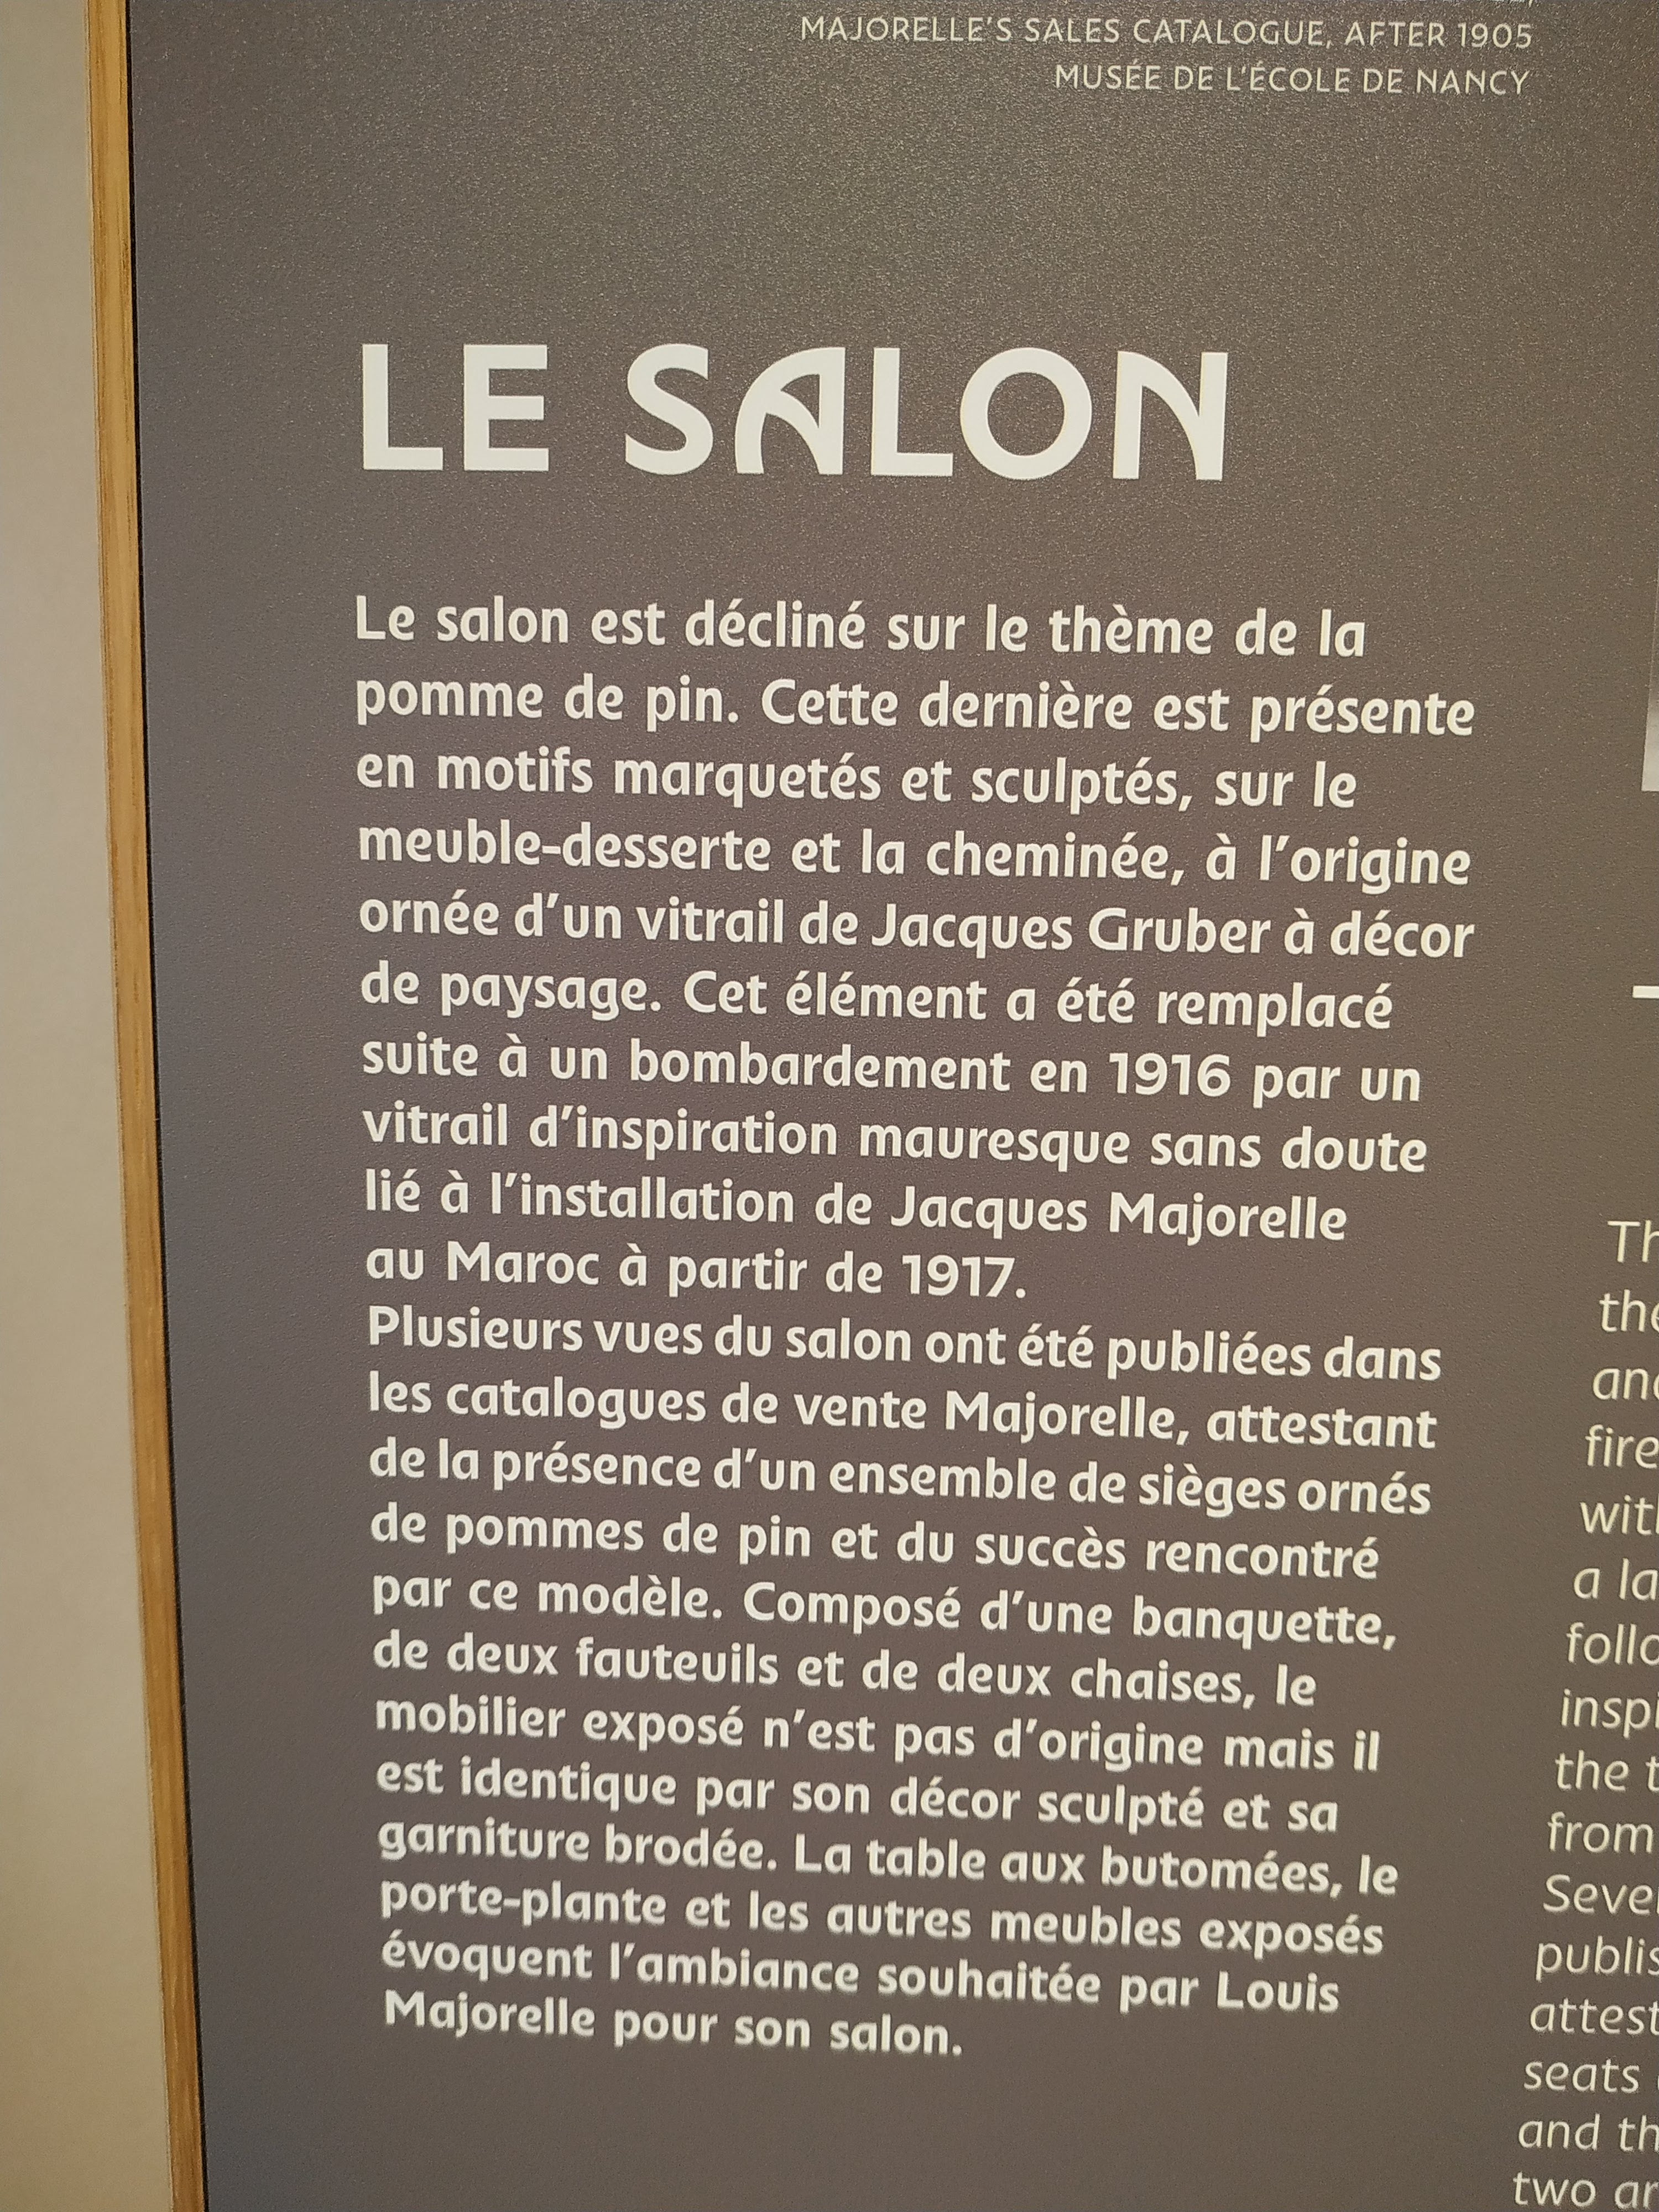 MAJORELLE'S SALES CATALOGUE, AFTER 1905
MUSÉE DE L'ÉCOLE DE NANCY
LE SALON
Le salon est décliné sur le thème de la
pomme de pin. Cette dernière est présente
en motifs marquetés et sculptés, sur le
meuble-desserte et la cheminée, à l'origine
ornée d'un vitrail de Jacques Gruber à décor
de paysage. Cet élément a été remplacé
suite à un bombardement en 1916 par un
vitrail d'inspiration mauresque sans doute
lié à l'installation de Jacques Majorelle
au Maroc à partir de 1917.
Plusieurs vues du salon ont été publiées dans
les catalogues de vente Majorelle, attestant
de la présence d'un ensemble de sièges ornés
de pommes de pin et du succès rencontré
par ce modèle. Composé d'une banquette,
de deux fauteuils et de deux chaises, le
mobilier exposé n'est pas d'origine mais il
est identique par son décor sculpté et sa
garniture brodée. La table aux butomées, le
porte-plante et les autres meubles exposés
évoquent l'ambiance souhaitée par Louis
Majorelle pour son salon.
a
the
from
seats
and
two